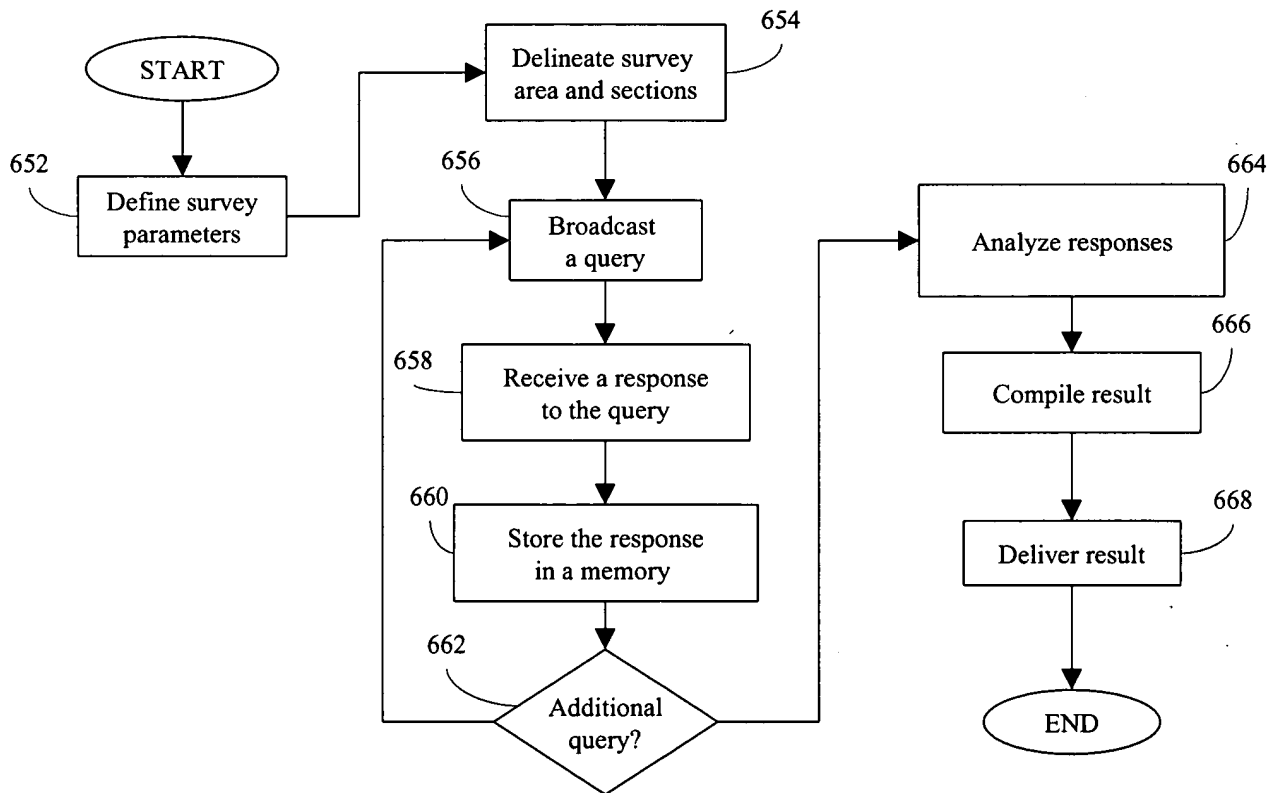 START
652
Define survey
parameters
654
Delineate survey
area and sections
656
Broadcast
a query
658
Receive a response
to the query
660
Store the response
in a memory
662
Additional
query?
664
Analyze responses
666
Compile result
668
Deliver result
END